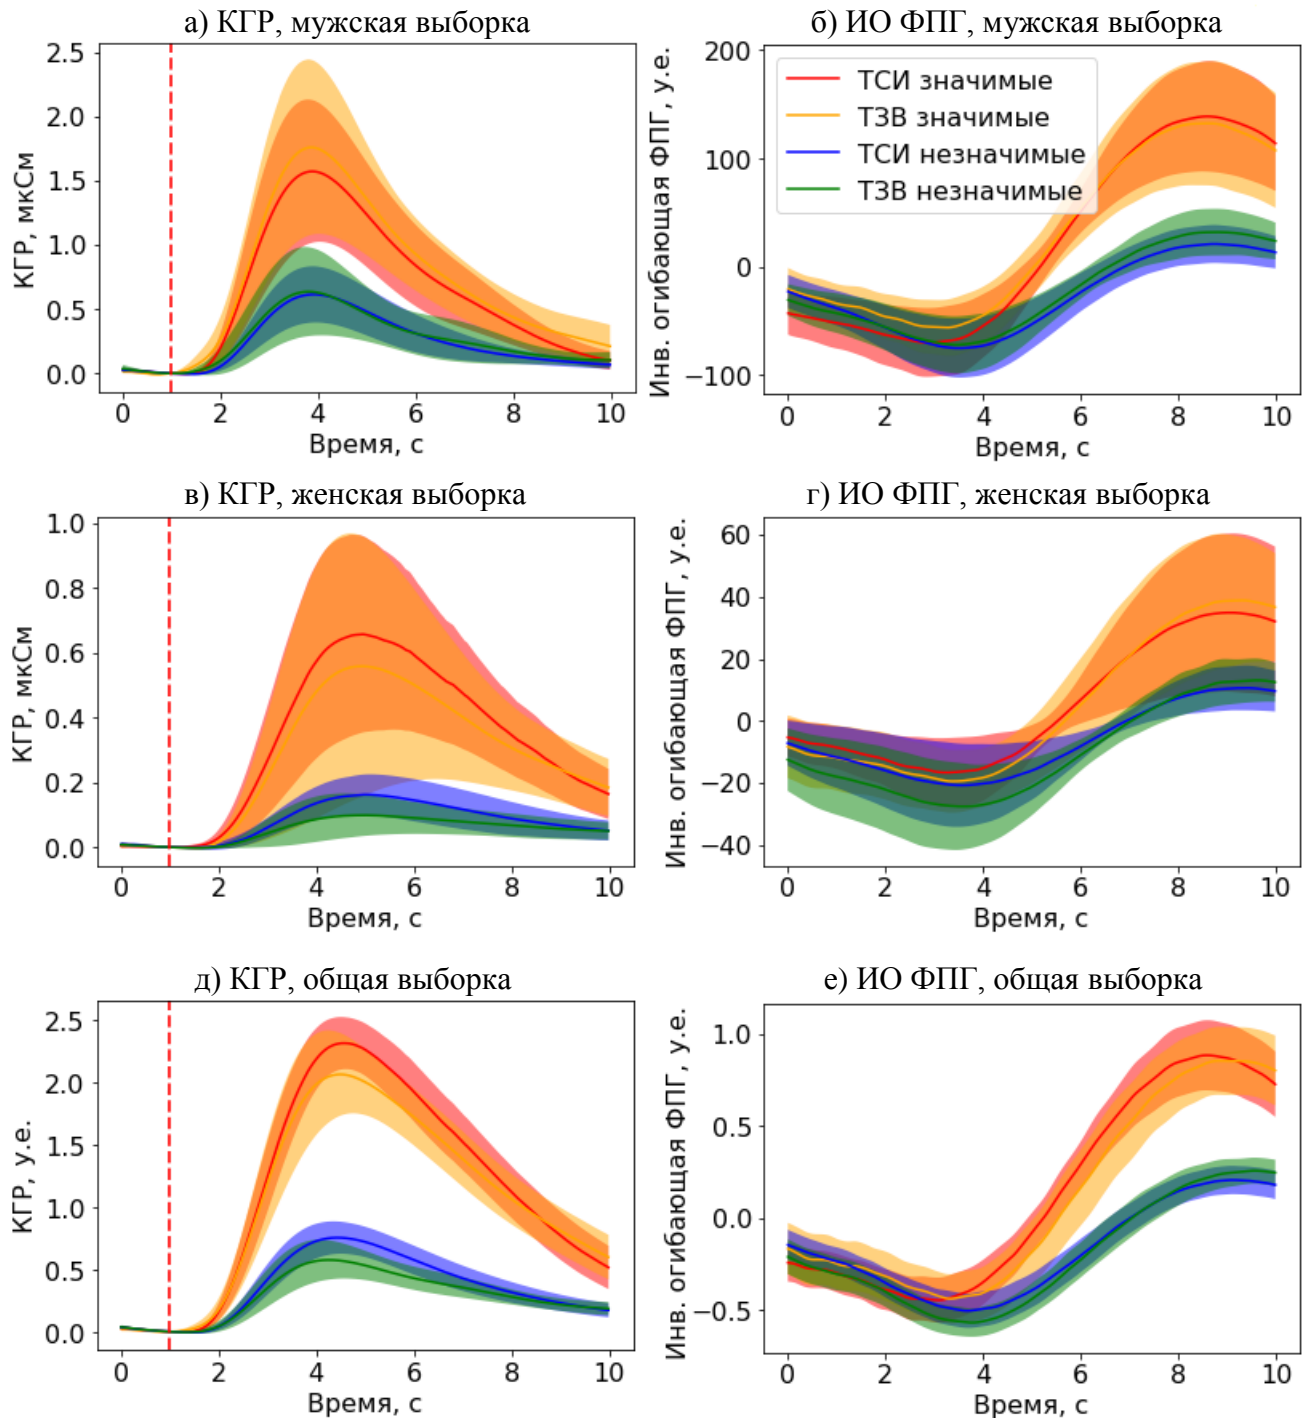 а) КГР, мужская выборка
КГР, мкСм
2.5
2.0
1.5
1.0
0.5
0.0
0 2 4 6 8 10
Время, с
б) ИО ФПГ, мужская выборка
Инв. огибающая ФПГ, у.е.
200
100
0
−100
ТСИ значимые
ТЗВ значимые
ТСИ незначимые
ТЗВ незначимые
0 2 4 6 8 10
Время, с
в) КГР, женская выборка
КГР, мкСм
1.0
0.8
0.6
0.4
0.2
0.0
0 2 4 6 8 10
Время, с
г) ИО ФПГ, женская выборка
Инв. огибающая ФПГ, у.е.
60
40
20
0
−20
−40
0 2 4 6 8 10
Время, с
д) КГР, общая выборка
КГР, у.е.
2.5
2.0
1.5
1.0
0.5
0.0
0 2 4 6 8 10
Время, с
е) ИО ФПГ, общая выборка
Инв. огибающая ФПГ, у.е.
1.0
0.5
0.0
−0.5
0 2 4 6 8 10
Время, с